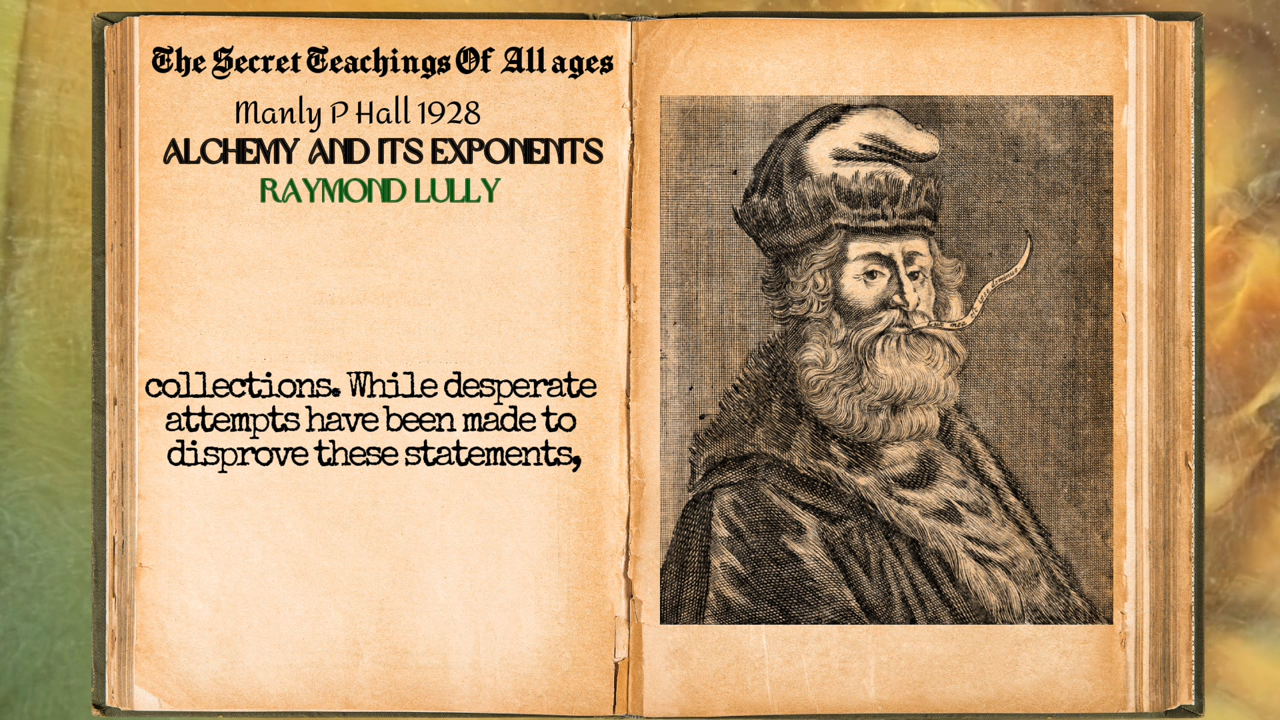 The Secret Teachings Of All ages
Manly P Hall 1928
ALCHEMY AND ITS EXPONENTS
RAYMOND LULLY
collections. While desperate
attempts have been made to
disprove these statements,